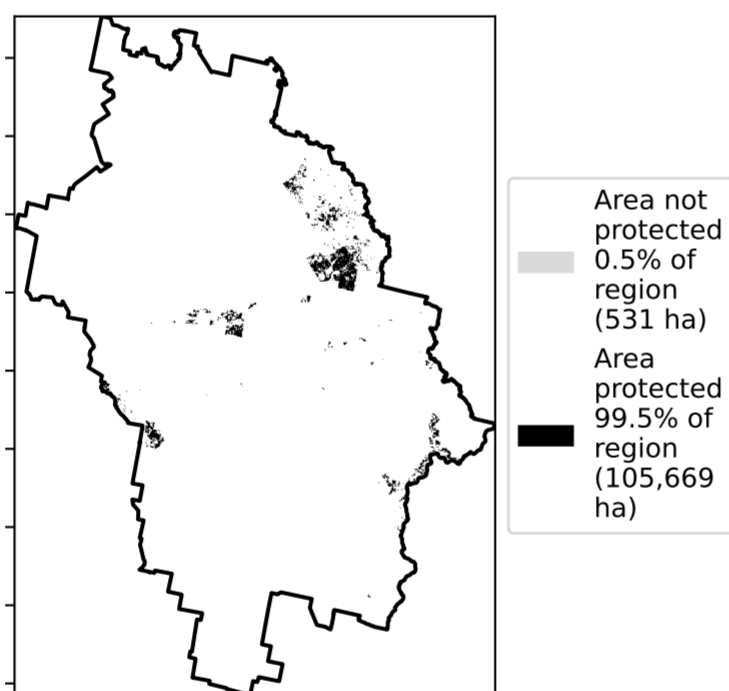 Area not
protected
0.5% of
region
(531 ha)
Area
protected
99.5% of
region
(105,669
ha)